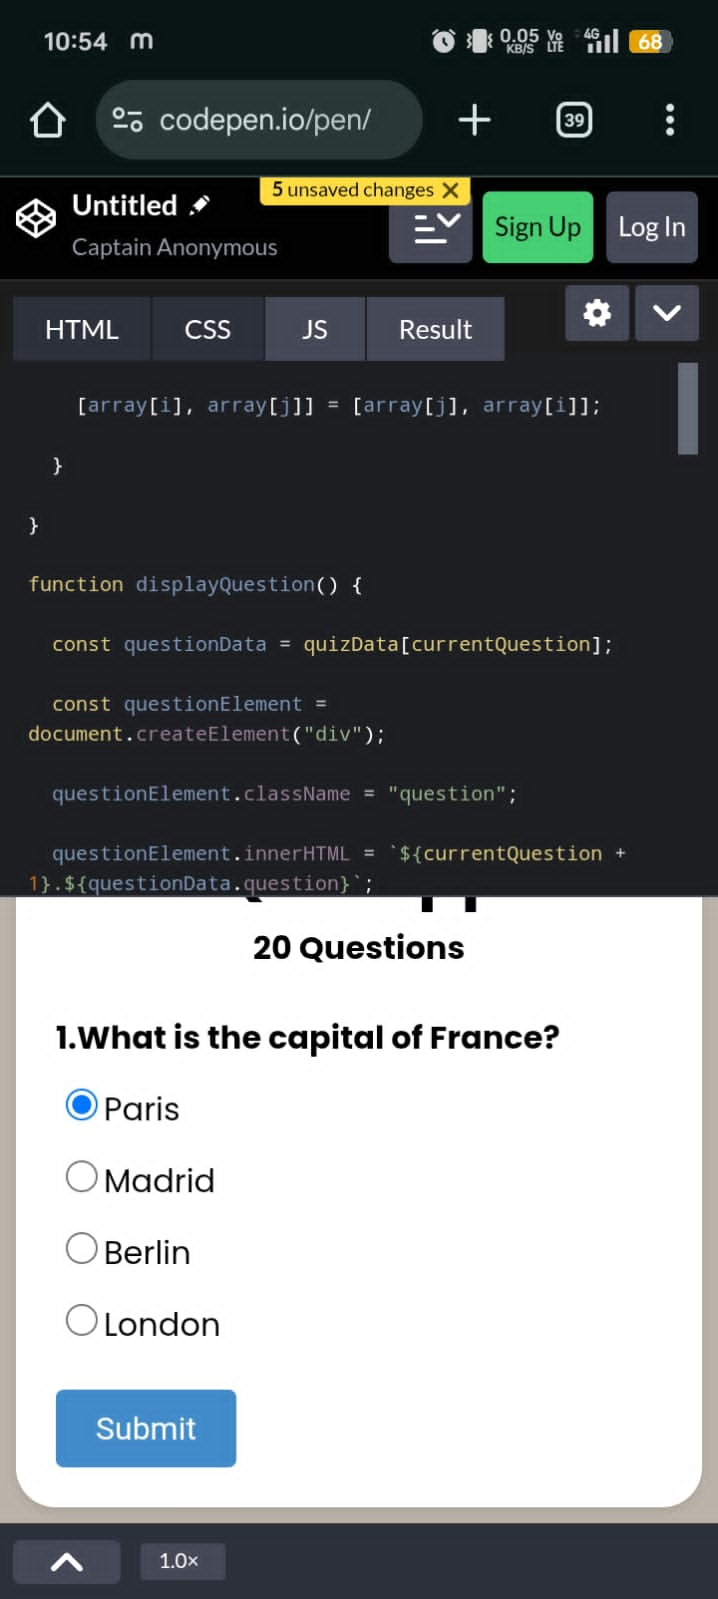 10:54 m 0.05 KB/S Vo LTE 4G 68
codepen.io/pen/ 39
5 unsaved changes
Untitled
Captain Anonymous
Sign Up Log In
HTML CSS JS Result
[array[i], array[j]] = [array[j], array[i]];
}
}
function displayQuestion() {
const questionData = quizData[currentQuestion];
const questionElement =
document.createElement("div");
questionElement.className = "question";
questionElement.innerHTML = `${currentQuestion +
1}.${questionData.question}`;
20 Questions
1.What is the capital of France?
Paris
Madrid
Berlin
London
Submit
1.0×